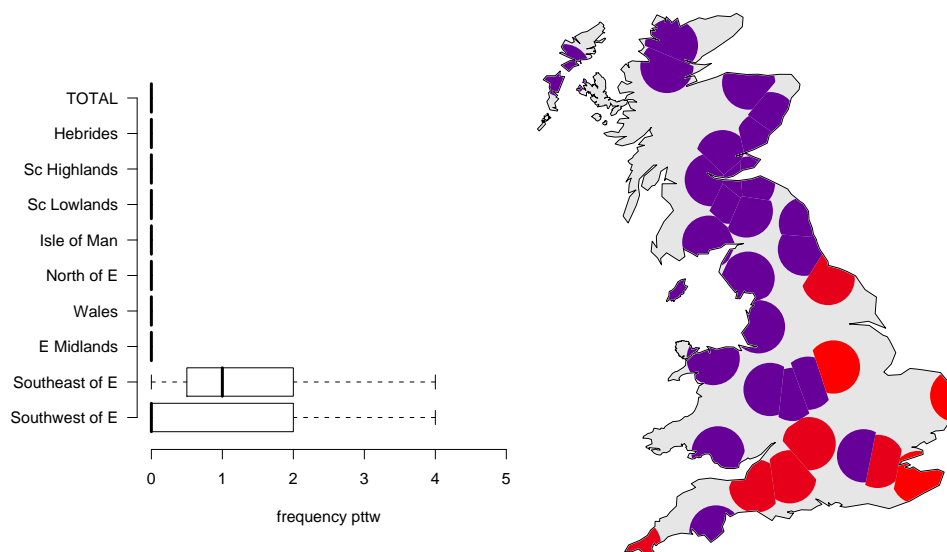 TOTAL
Hebrides
Sc Highlands
Sc Lowlands
Isle of Man
North of E
Wales
E Midlands
Southeast of E
Southwest of E
0 1 2 3 4 5
frequency pttw